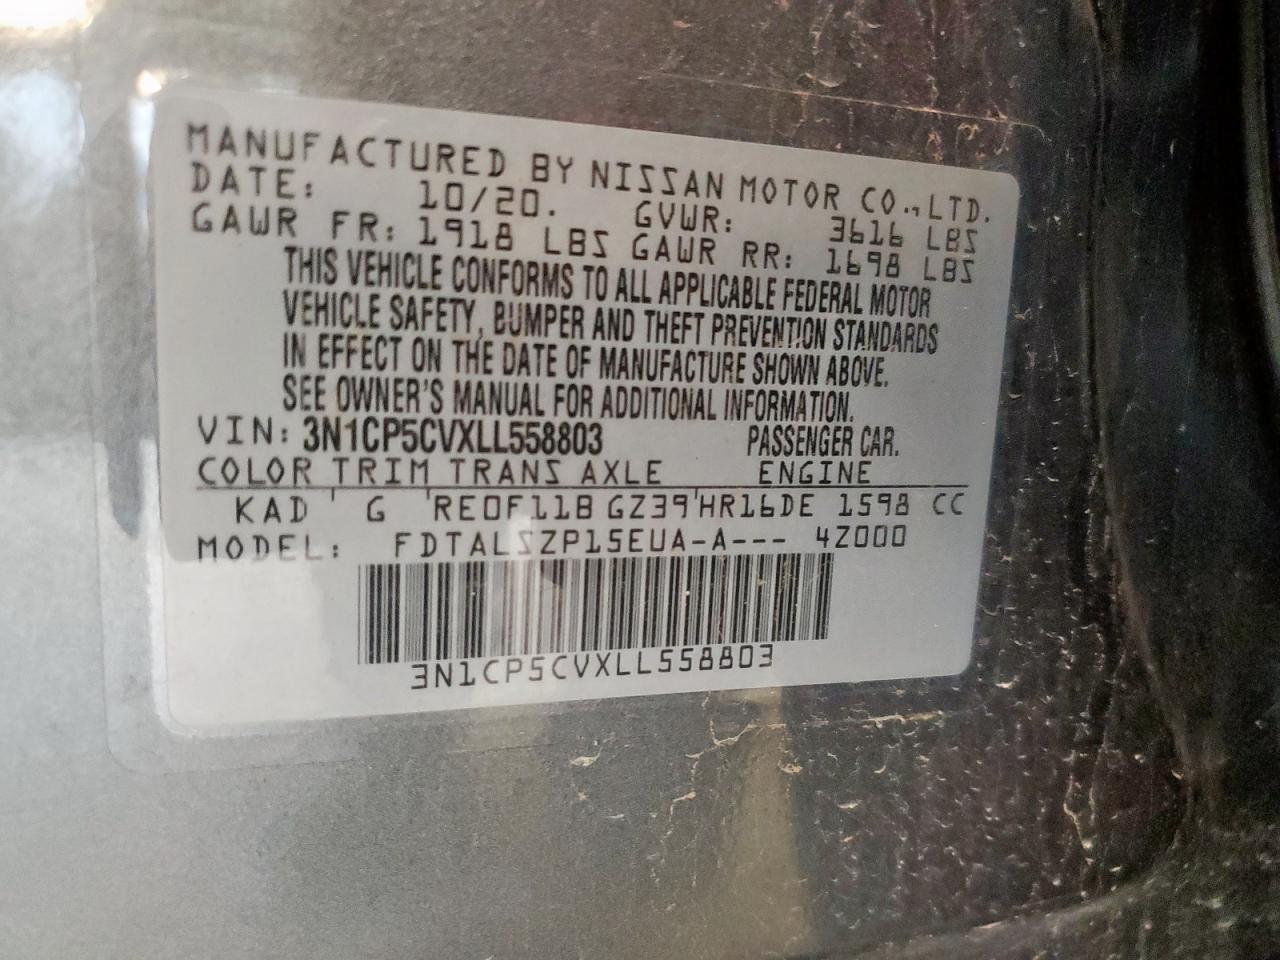 MANUFACTURED BY NISSAN MOTOR CO.,LTD.
DATE: 10/20. GVWR: 3616 LBS
GAWR FR: 1918 LBS GAWR RR: 1698 LBS
THIS VEHICLE CONFORMS TO ALL APPLICABLE FEDERAL MOTOR
VEHICLE SAFETY, BUMPER AND THEFT PREVENTION STANDARDS
IN EFFECT ON THE DATE OF MANUFACTURE SHOWN ABOVE.
SEE OWNER'S MANUAL FOR ADDITIONAL INFORMATION.
VIN: 3N1CP5CVXLL558803 PASSENGER CAR.
COLOR TRIM TRANS AXLE ENGINE
KAD G RE0F11B GZ39 HR16DE 1598 CC
MODEL: FDTALSZP15EUA-A--- 4Z000
3N1CP5CVXLL558803